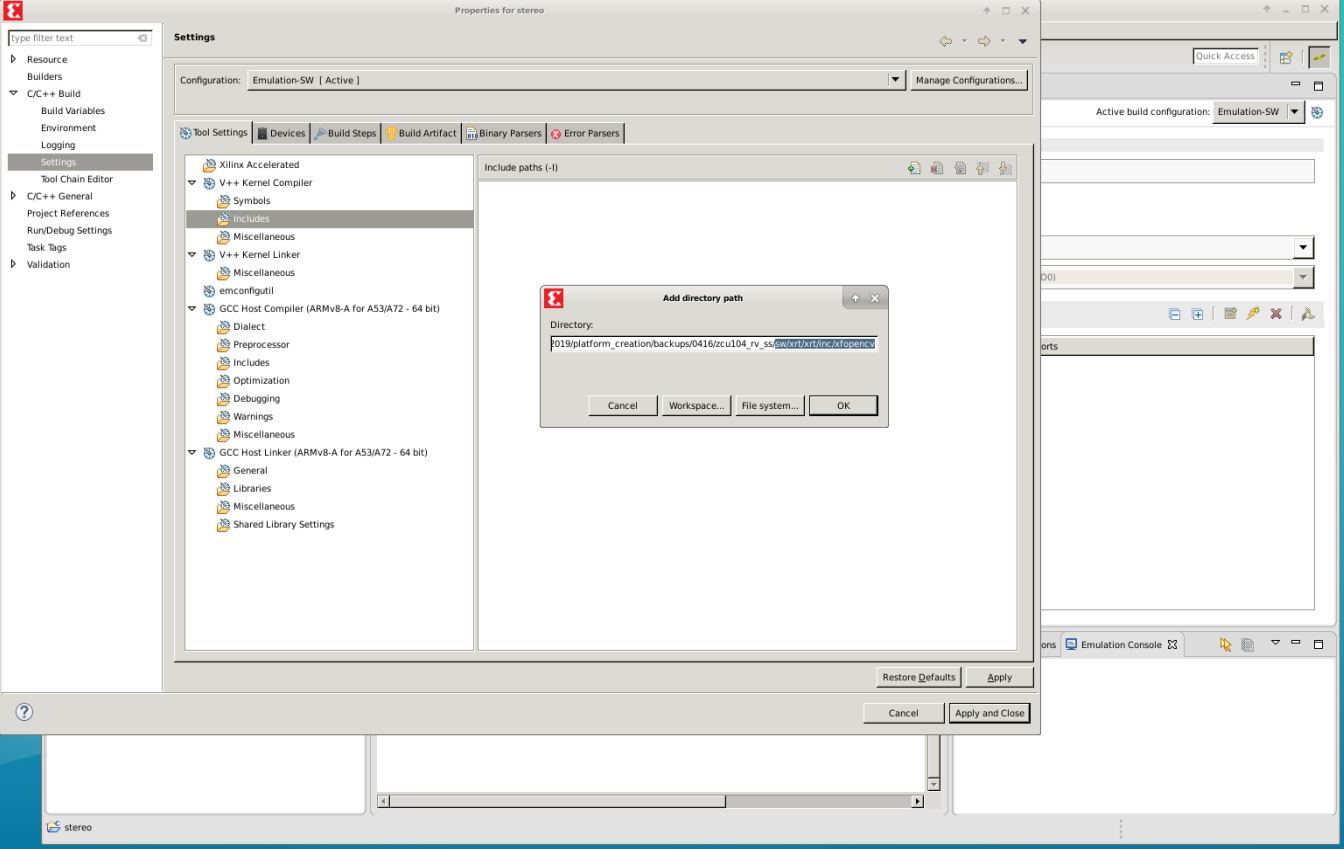 Properties for stereo
type filter text
Resource
Builders
C/C++ Build
Build Variables
Environment
Logging
Settings
Tool Chain Editor
C/C++ General
Project References
Run/Debug Settings
Task Tags
Validation
Settings
Configuration: Emulation-SW [ Active ]
Manage Configurations...
Tool Settings Devices Build Steps Build Artifact Binary Parsers Error Parsers
Xilinx Accelerated
V++ Kernel Compiler
Symbols
Includes
Miscellaneous
V++ Kernel Linker
Miscellaneous
emconfigutil
GCC Host Compiler (ARMv8-A for A53/A72 - 64 bit)
Dialect
Preprocessor
Includes
Optimization
Debugging
Warnings
Miscellaneous
GCC Host Linker (ARMv8-A for A53/A72 - 64 bit)
General
Libraries
Miscellaneous
Shared Library Settings
Include paths (-I)
Add directory path
Directory:
2019/platform_creation/backups/0416/zcu104_rv_ss/sw/xrt/xrt/inc/xfopencv
Cancel Workspace... File system... OK
Restore Defaults Apply
Cancel Apply and Close
Quick Access
Active build configuration: Emulation-SW
O0)
orts
ons Emulation Console
stereo